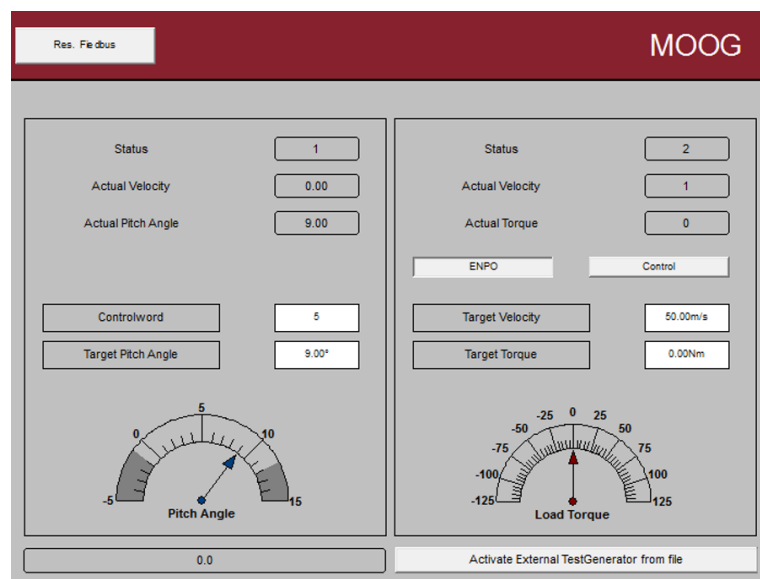 Res. Fiedbus
MOOG
Status 1
Actual Velocity 0.00
Actual Pitch Angle 9.00
Controlword 5
Target Pitch Angle 9.00°
-5 0 5 10 15
Pitch Angle
0.0
Status 2
Actual Velocity 1
Actual Torque 0
ENPO Control
Target Velocity 50.00m/s
Target Torque 0.00Nm
-125 -100 -75 -50 -25 0 25 50 75 100 125
Load Torque
Activate External TestGenerator from file